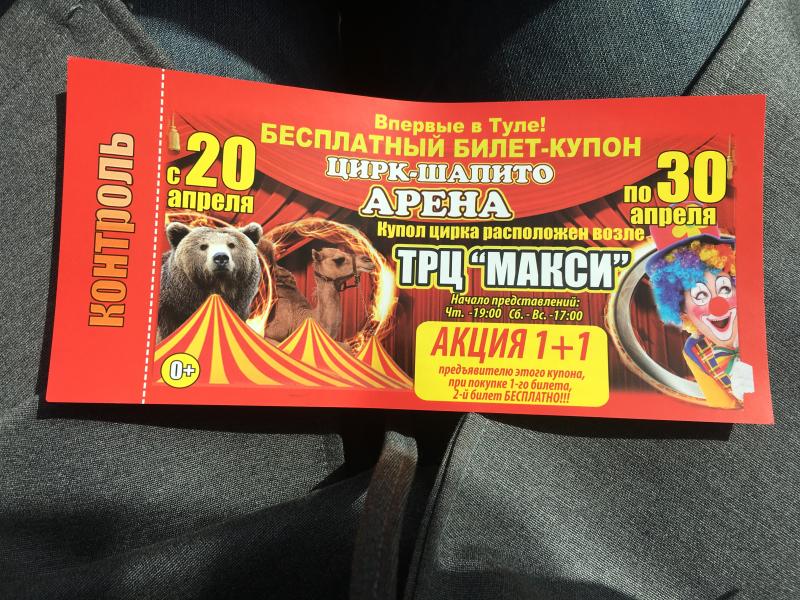 КОНТРОЛЬ
Впервые в Туле!
БЕСПЛАТНЫЙ БИЛЕТ-КУПОН
с 20
апреля
ЦИРК-ШАПИТО
АРЕНА
по 30
апреля
Купол цирка расположен возле
ТРЦ "МАКСИ"
Начало представлений:
Чт. -19:00 Сб. - Вс. -17:00
АКЦИЯ 1+1
предъявителю этого купона,
при покупке 1-го билета,
2-й билет БЕСПЛАТНО!!!
0+